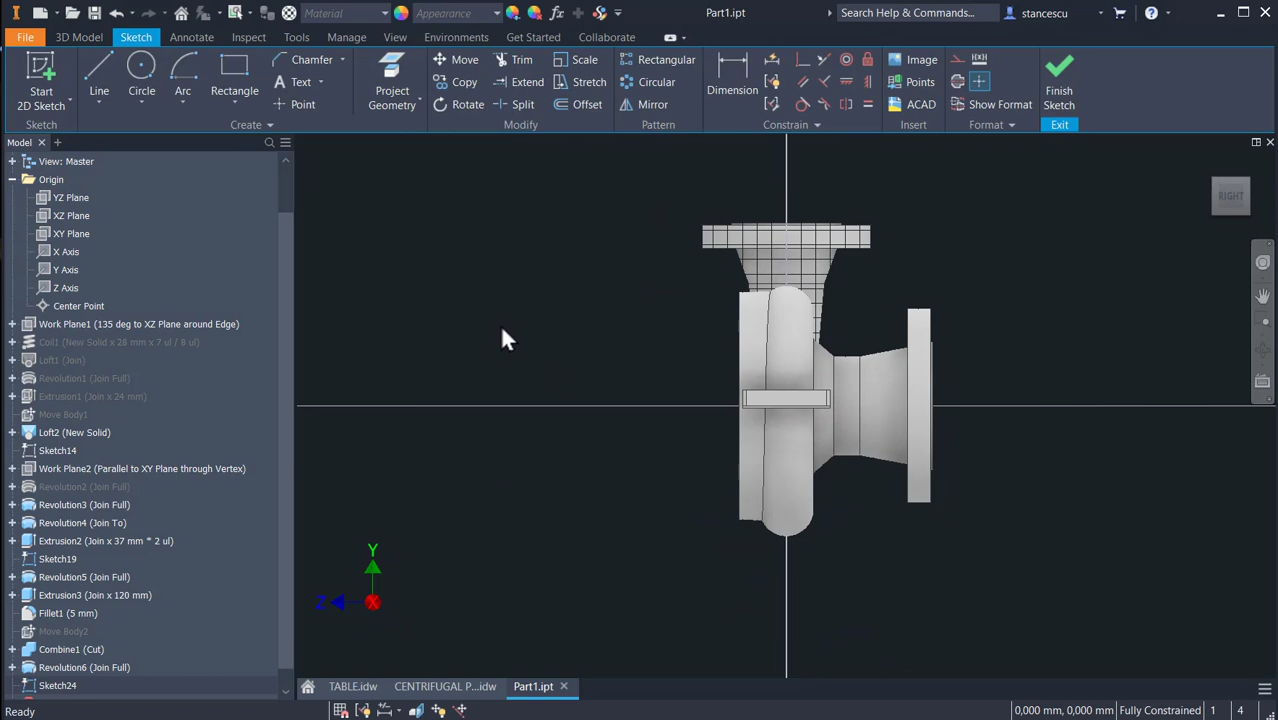 Material
Appearance
Part1.ipt
Search Help & Commands...
stancescu
File
3D Model
Sketch
Annotate
Inspect
Tools
Manage
View
Environments
Get Started
Collaborate
Start
2D Sketch
Line
Circle
Arc
Rectangle
Chamfer
Text
Point
Project
Geometry
Move
Trim
Scale
Copy
Extend
Stretch
Rotate
Split
Offset
Rectangular
Circular
Mirror
Dimension
Image
Points
ACAD
Show Format
Finish
Sketch
Sketch
Create
Modify
Pattern
Constrain
Insert
Format
Exit
Model
View: Master
Origin
YZ Plane
XZ Plane
XY Plane
X Axis
Y Axis
Z Axis
Center Point
Work Plane1 (135 deg to XZ Plane around Edge)
Coil1 (New Solid x 28 mm x 7 ul / 8 ul)
Loft1 (Join)
Revolution1 (Join Full)
Extrusion1 (Join x 24 mm)
Move Body1
Loft2 (New Solid)
Sketch14
Work Plane2 (Parallel to XY Plane through Vertex)
Revolution2 (Join Full)
Revolution3 (Join Full)
Revolution4 (Join To)
Extrusion2 (Join x 37 mm * 2 ul)
Sketch19
Revolution5 (Join Full)
Extrusion3 (Join x 120 mm)
Fillet1 (5 mm)
Move Body2
Combine1 (Cut)
Revolution6 (Join Full)
Sketch24
RIGHT
Y
Z
X
TABLE.idw
CENTRIFUGAL P...idw
Part1.ipt
Ready
0,000 mm, 0,000 mm
Fully Constrained
1
4